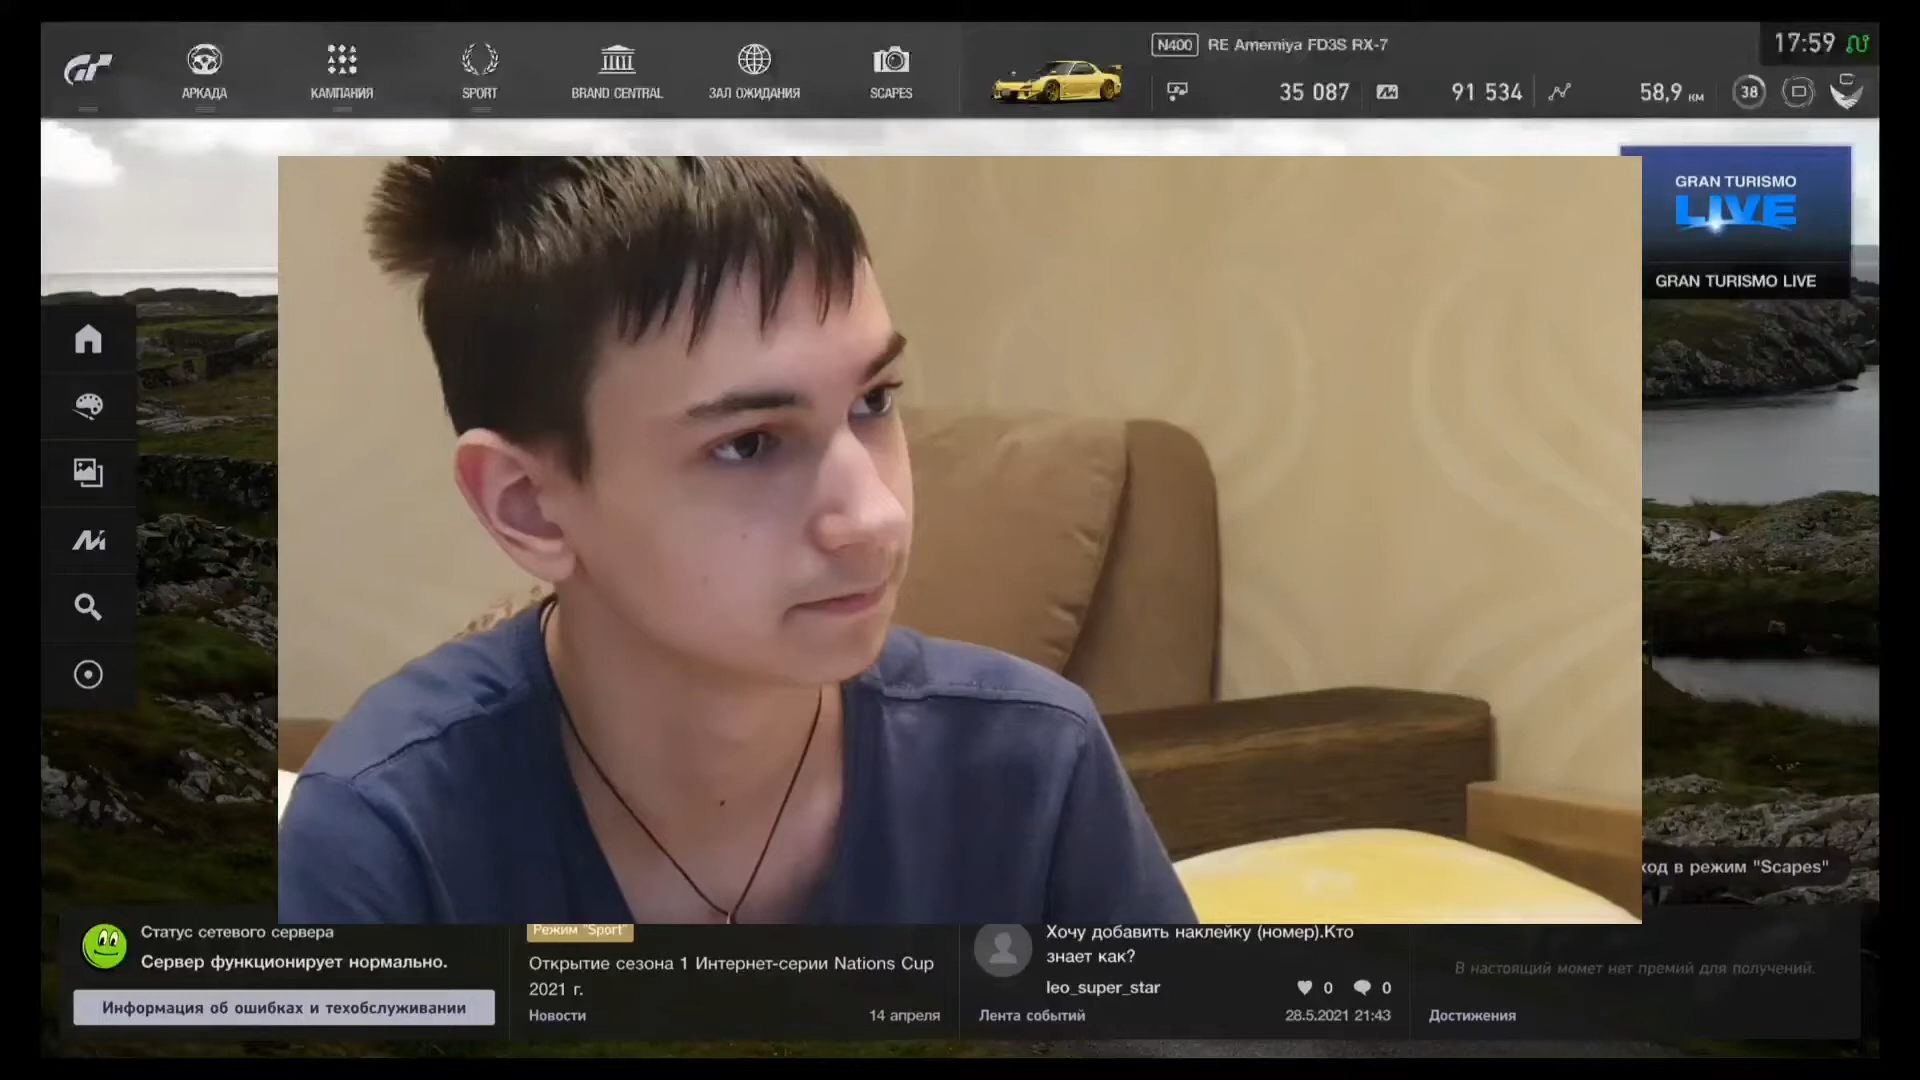 N400 RE Amemiya FD3S RX-7
17:59
АРКАДА
КАМПАНИЯ
SPORT
BRAND CENTRAL
ЗАЛ ОЖИДАНИЯ
SCAPES
35 087
91 534
58,9 км
38
GRAN TURISMO
LIVE
GRAN TURISMO LIVE
ход в режим "Scapes"
Статус сетевого сервера
Сервер функционирует нормально.
Информация об ошибках и техобслуживании
Режим "Sport"
Открытие сезона 1 Интернет-серии Nations Cup
2021 г.
Новости
14 апреля
Хочу добавить наклейку (номер).Кто
знает как?
leo_super_star
0
0
Лента событий
28.5.2021 21:43
В настоящий момет нет премий для получений.
Достижения